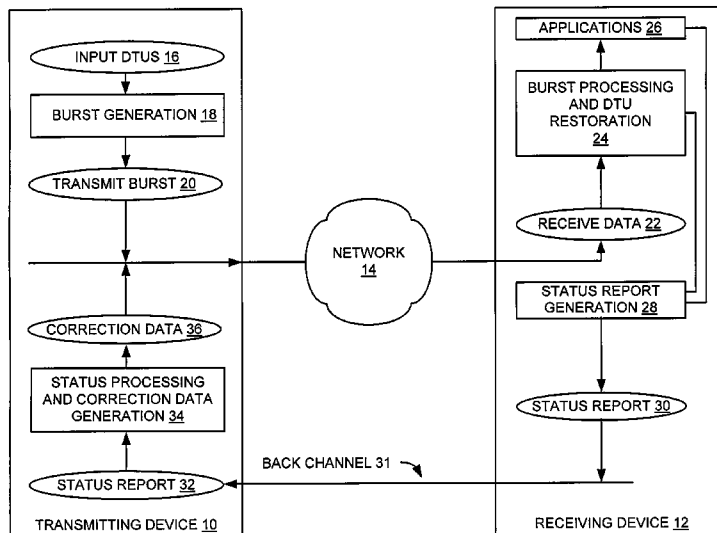 INPUT DTUS 16
BURST GENERATION 18
TRANSMIT BURST 20
CORRECTION DATA 36
STATUS PROCESSING
AND CORRECTION DATA
GENERATION 34
STATUS REPORT 32
TRANSMITTING DEVICE 10
NETWORK
14
BACK CHANNEL 31
APPLICATIONS 26
BURST PROCESSING
AND DTU
RESTORATION
24
RECEIVE DATA 22
STATUS REPORT
GENERATION 28
STATUS REPORT 30
RECEIVING DEVICE 12